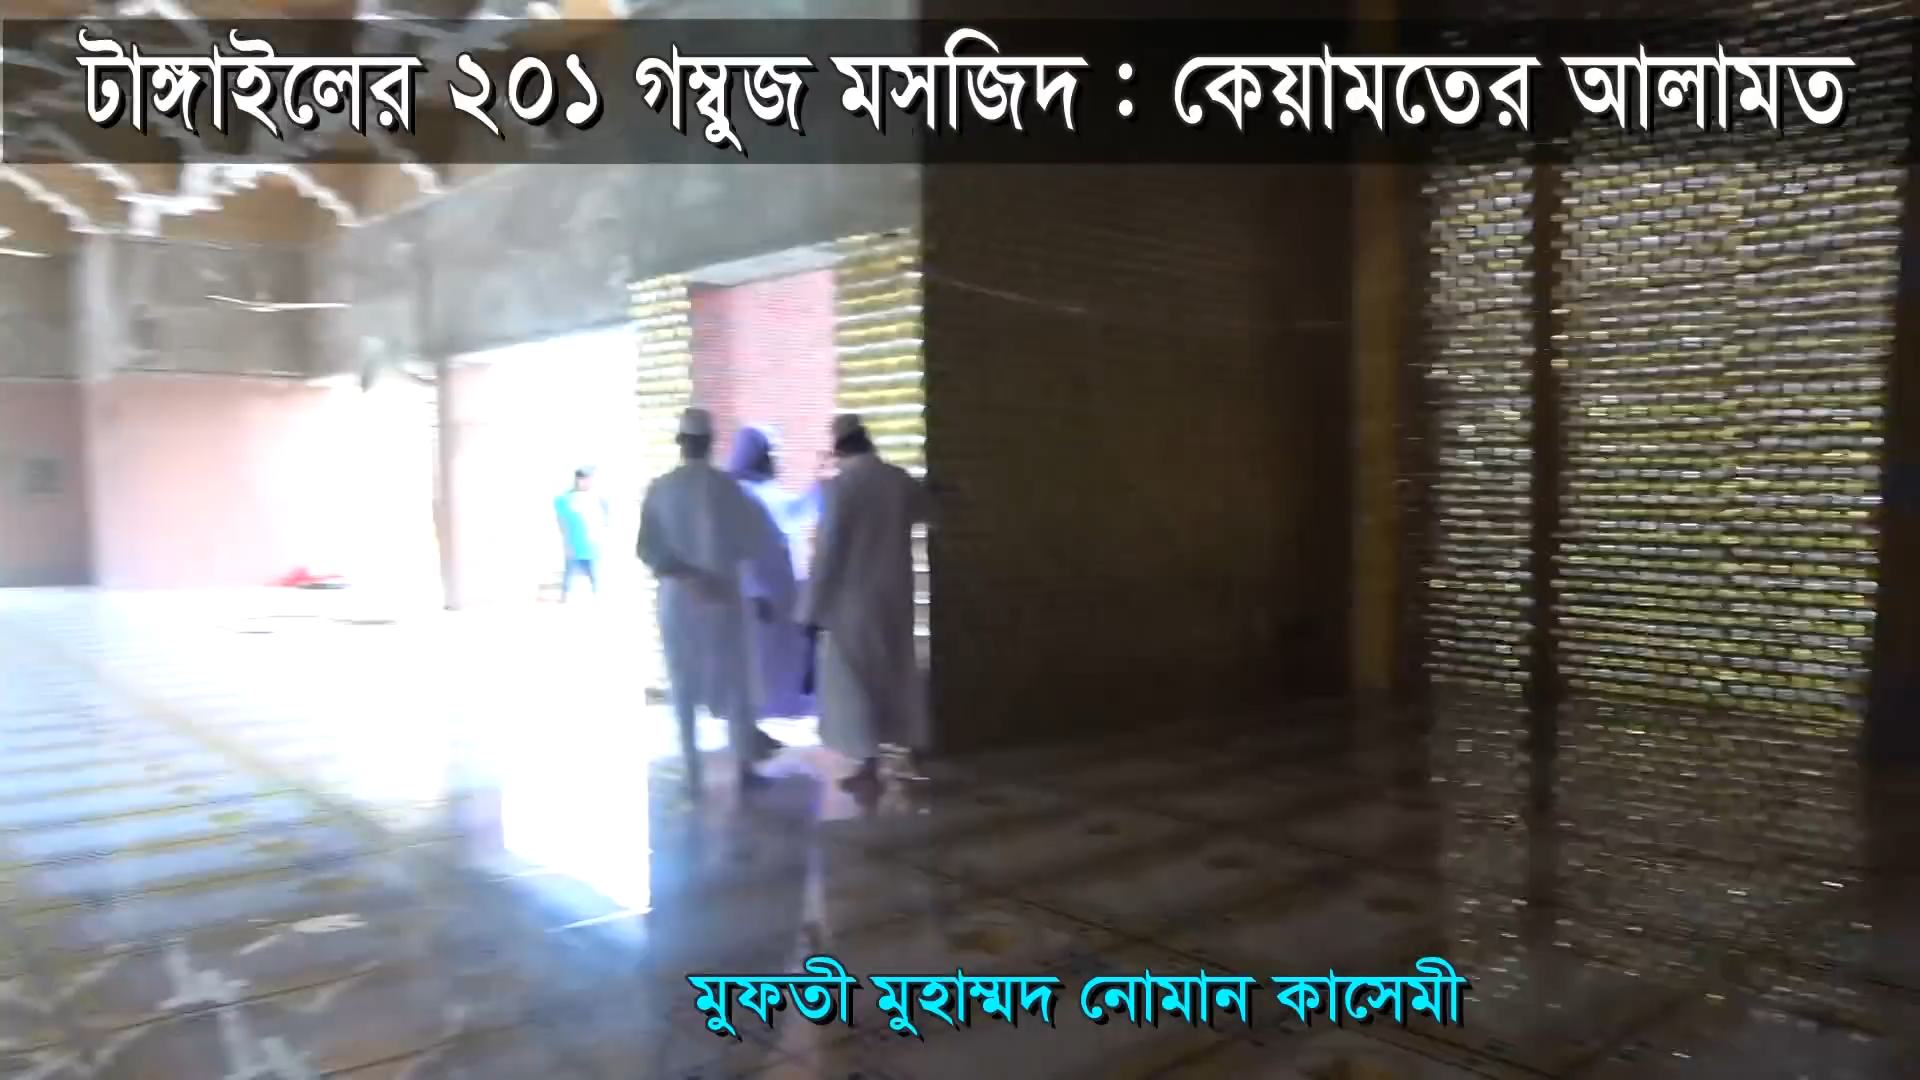 টাঙ্গাইলের ২০১ গম্বুজ মসজিদ : কেয়ামতের আলামত
মুফতী মুহাম্মদ নোমান কাসেমী